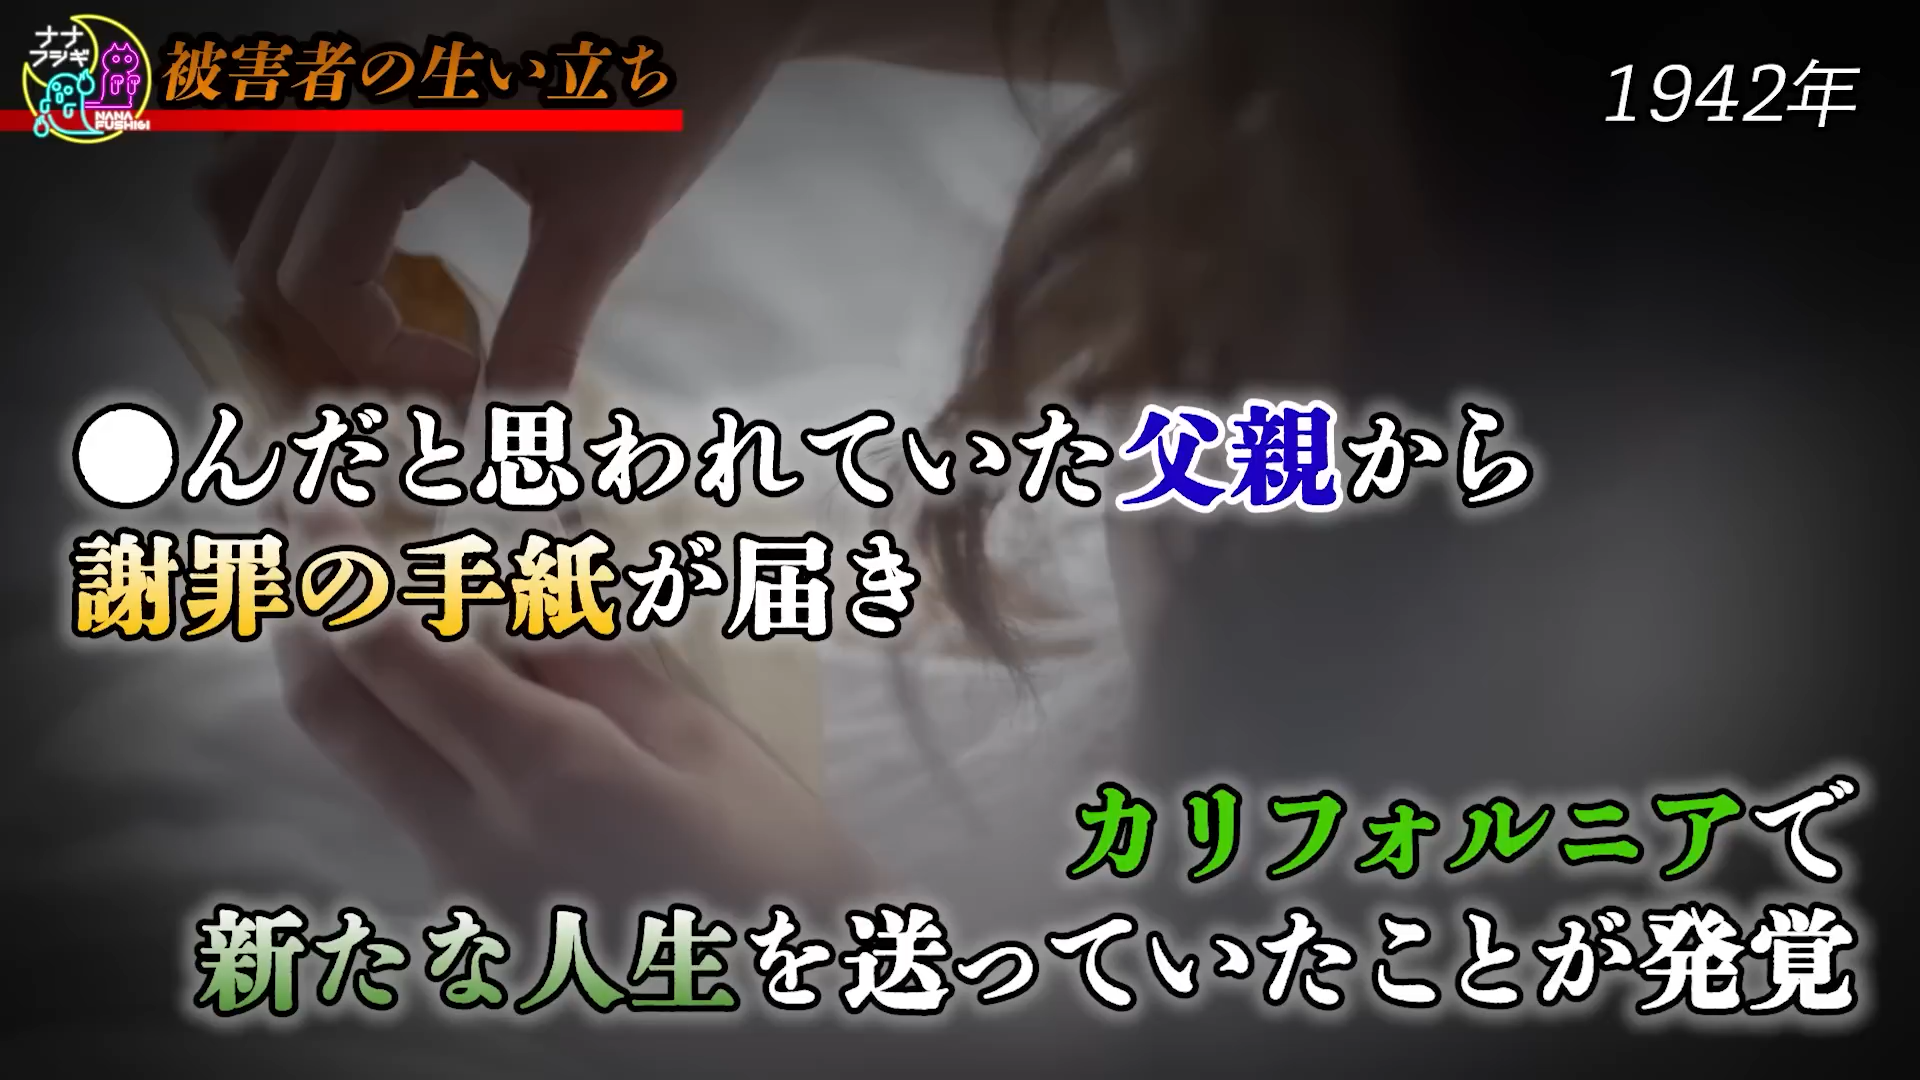 ナナ
フシギ
NANA
FUSHIGI
被害者の生い立ち
1942年
●んだと思われていた父親から
謝罪の手紙が届き
カリフォルニアで
新たな人生を送っていたことが発覚